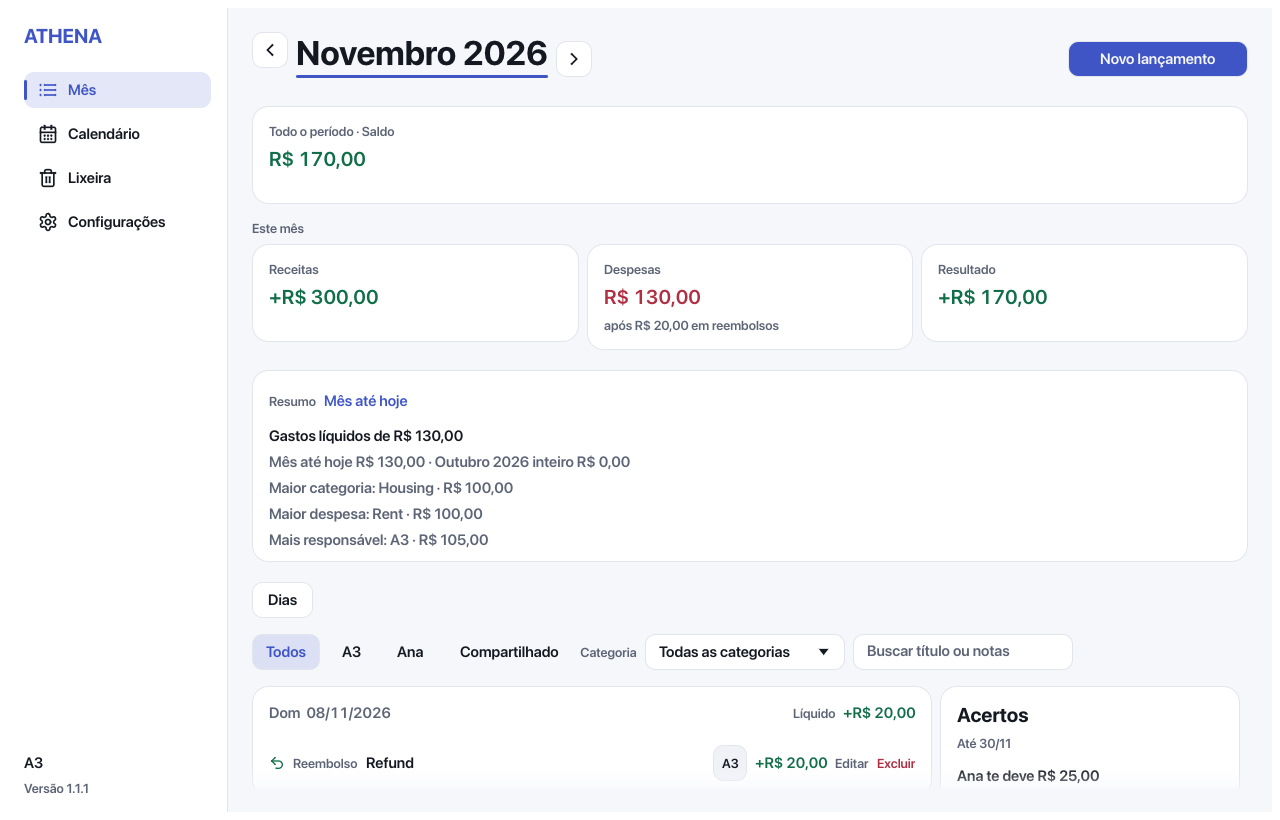 ATHENA
Mês
Calendário
Lixeira
Configurações
A3
Versão 1.1.1
Novembro 2026
Novo lançamento
Todo o período · Saldo
R$ 170,00
Este mês
Receitas
+R$ 300,00
Despesas
R$ 130,00
após R$ 20,00 em reembolsos
Resultado
+R$ 170,00
Resumo Mês até hoje
Gastos líquidos de R$ 130,00
Mês até hoje R$ 130,00 · Outubro 2026 inteiro R$ 0,00
Maior categoria: Housing · R$ 100,00
Maior despesa: Rent · R$ 100,00
Mais responsável: A3 · R$ 105,00
Dias
Todos A3 Ana Compartilhado Categoria Todas as categorias Buscar título ou notas
Dom 08/11/2026 Líquido +R$ 20,00
Reembolso Refund A3 +R$ 20,00 Editar Excluir
Acertos
Até 30/11
Ana te deve R$ 25,00